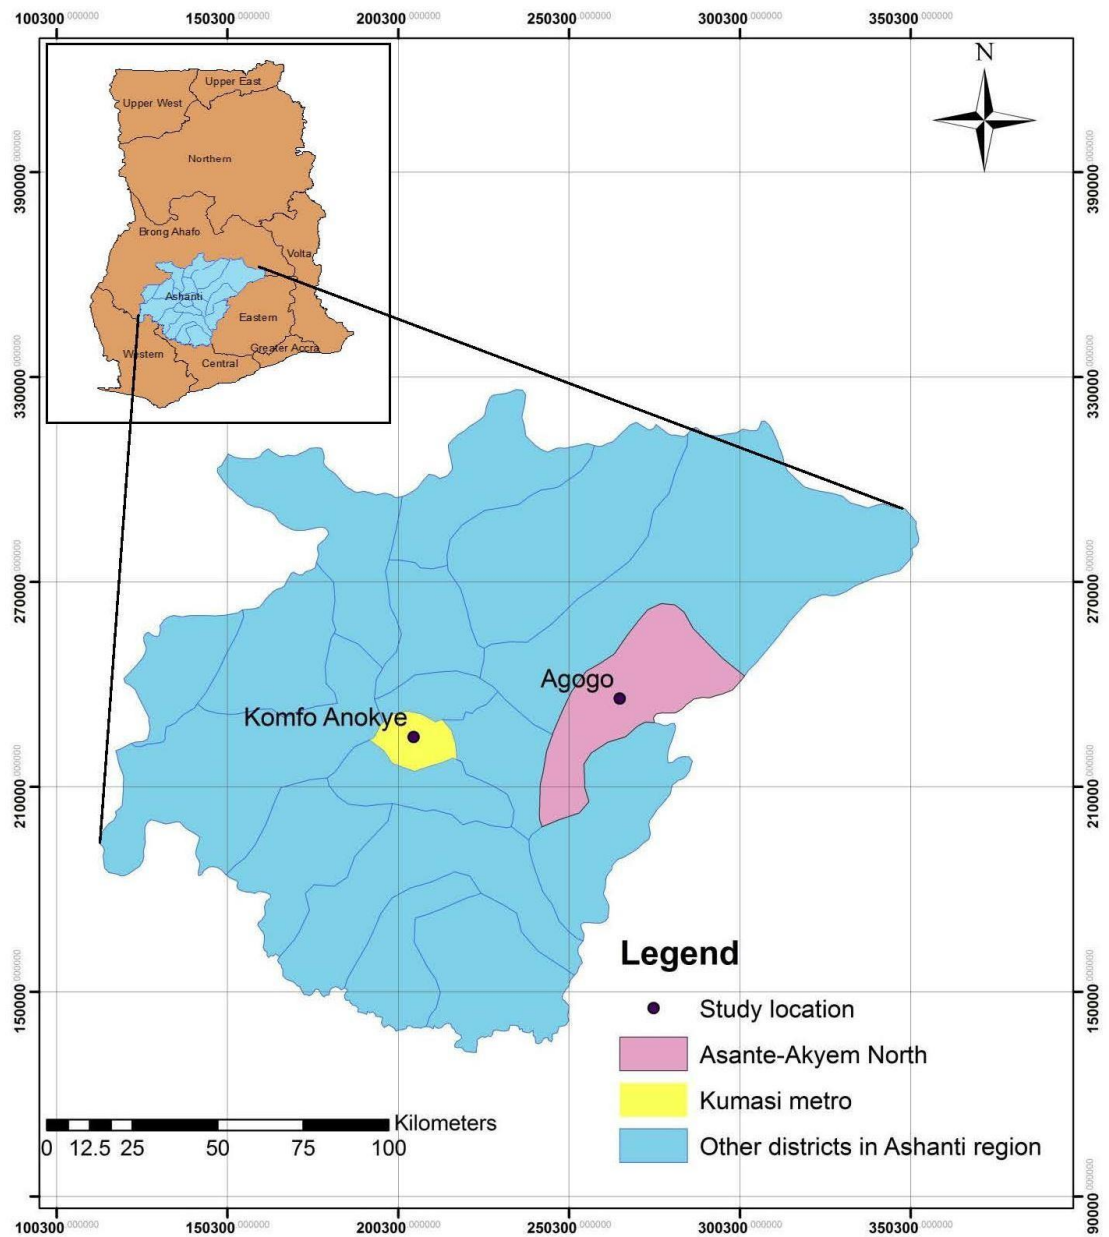 100300.000000 150300.000000 200300.000000 250300.000000 300300.000000 350300.000000
N
Upper East
Upper West
Northern
Brong Ahafo
Volta
Ashanti
Eastern
Western
Greater Accra
Central
390000.000000 390000.000000
330000.000000 330000.000000
270000.000000 270000.000000
Agogo
Komfo Anokye
210000.000000 210000.000000
150000.000000 150000.000000
90000.000000
Legend
Study location
Asante-Akyem North
Kumasi metro
Other districts in Ashanti region
Kilometers
0 12.5 25 50 75 100
100300.000000 150300.000000 200300.000000 250300.000000 300300.000000 350300.000000